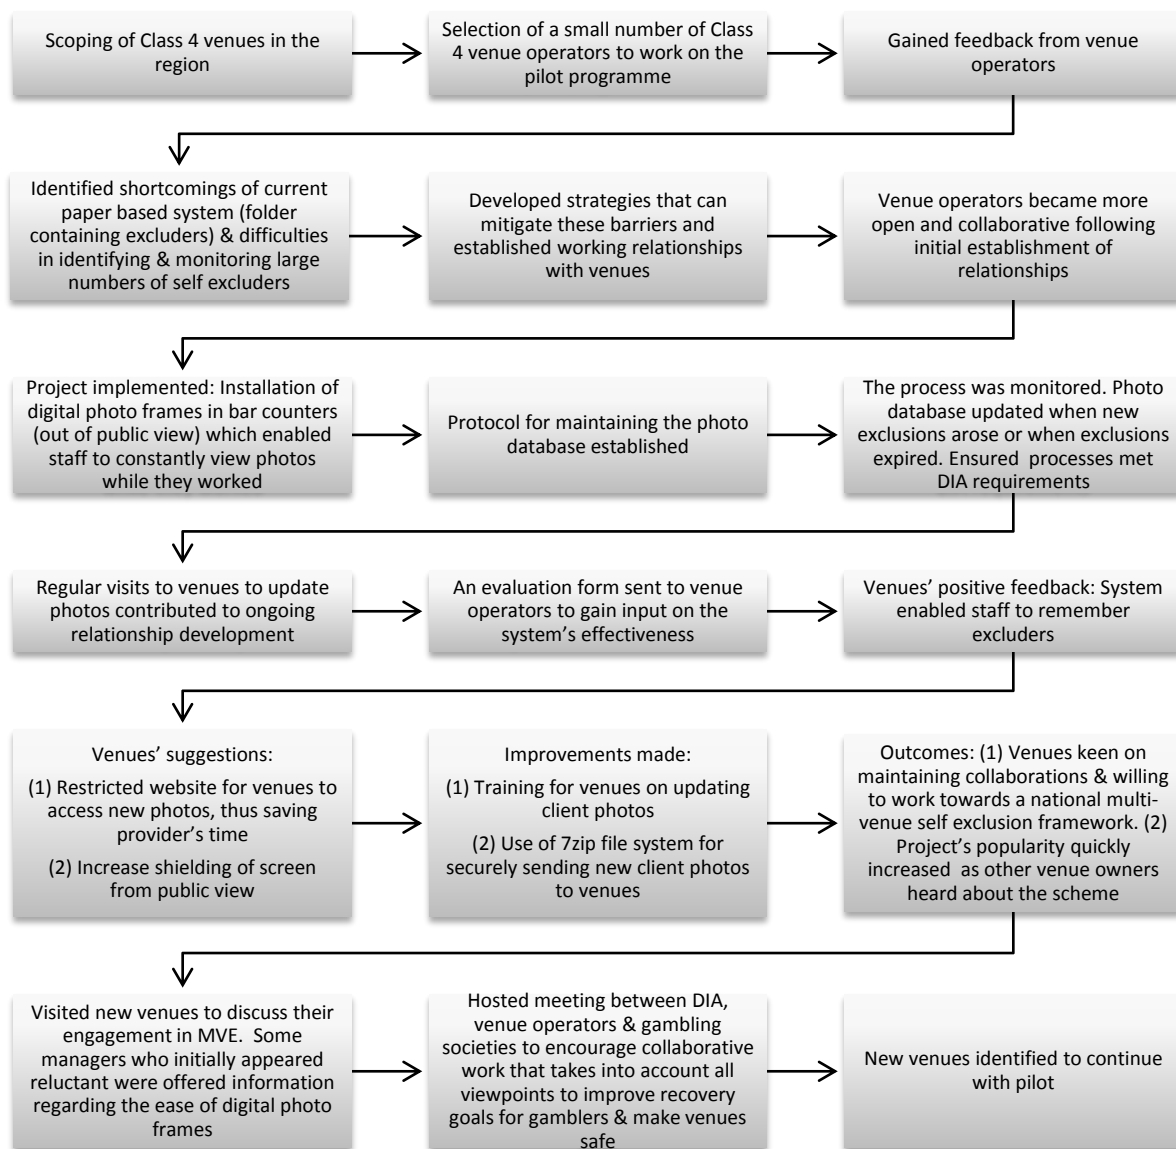 Scoping of Class 4 venues in the
region
Selection of a small number of Class
4 venue operators to work on the
pilot programme
Gained feedback from venue
operators
Identified shortcomings of current
paper based system (folder
containing excluders) & difficulties
in identifying & monitoring large
numbers of self excluders
Developed strategies that can
mitigate these barriers and
established working relationships
with venues
Venue operators became more
open and collaborative following
initial establishment of
relationships
Project implemented: Installation of
digital photo frames in bar counters
(out of public view) which enabled
staff to constantly view photos
while they worked
Protocol for maintaining the photo
database established
The process was monitored. Photo
database updated when new
exclusions arose or when exclusions
expired. Ensured  processes met
DIA requirements
Regular visits to venues to update
photos contributed to ongoing
relationship development
An evaluation form sent to venue
operators to gain input on the
system's effectiveness
Venues' positive feedback: System
enabled staff to remember
excluders
Venues' suggestions:
(1) Restricted website for venues to
access new photos, thus saving
provider's time
(2) Increase shielding of screen
from public view
Improvements made:
(1) Training for venues on updating
client photos
(2) Use of 7zip file system for
securely sending new client photos
to venues
Outcomes: (1) Venues keen on
maintaining collaborations & willing
to work towards a national multi-
venue self exclusion framework. (2)
Project's popularity quickly
increased  as other venue owners
heard about the scheme
Visited new venues to discuss their
engagement in MVE.  Some
managers who initially appeared
reluctant were offered information
regarding the ease of digital photo
frames
Hosted meeting between DIA,
venue operators & gambling
societies to encourage collaborative
work that takes into account all
viewpoints to improve recovery
goals for gamblers & make venues
safe
New venues identified to continue
with pilot